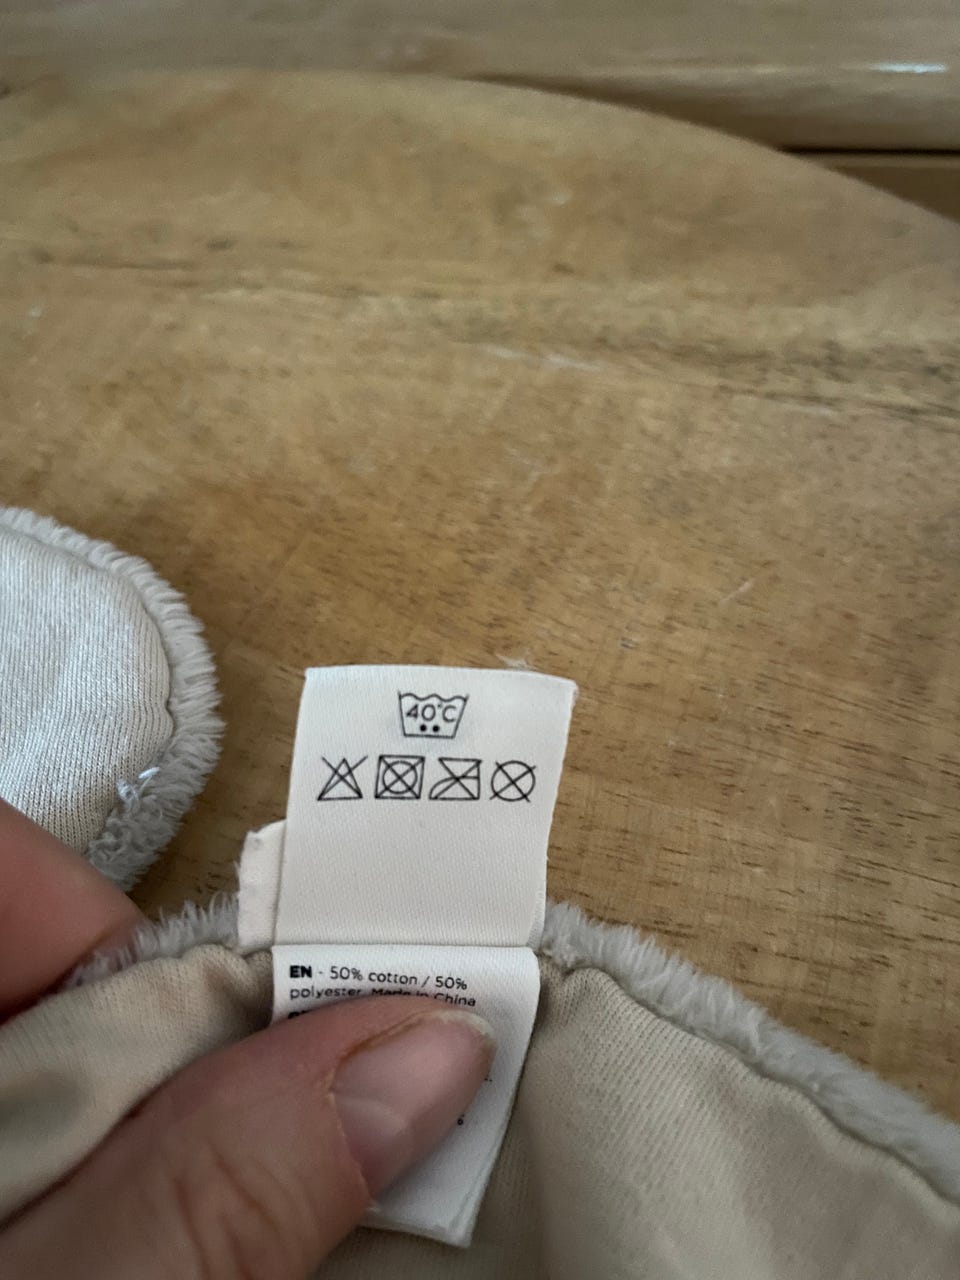 40°C
EN - 50% cotton / 50%
polyester. Made in China
%